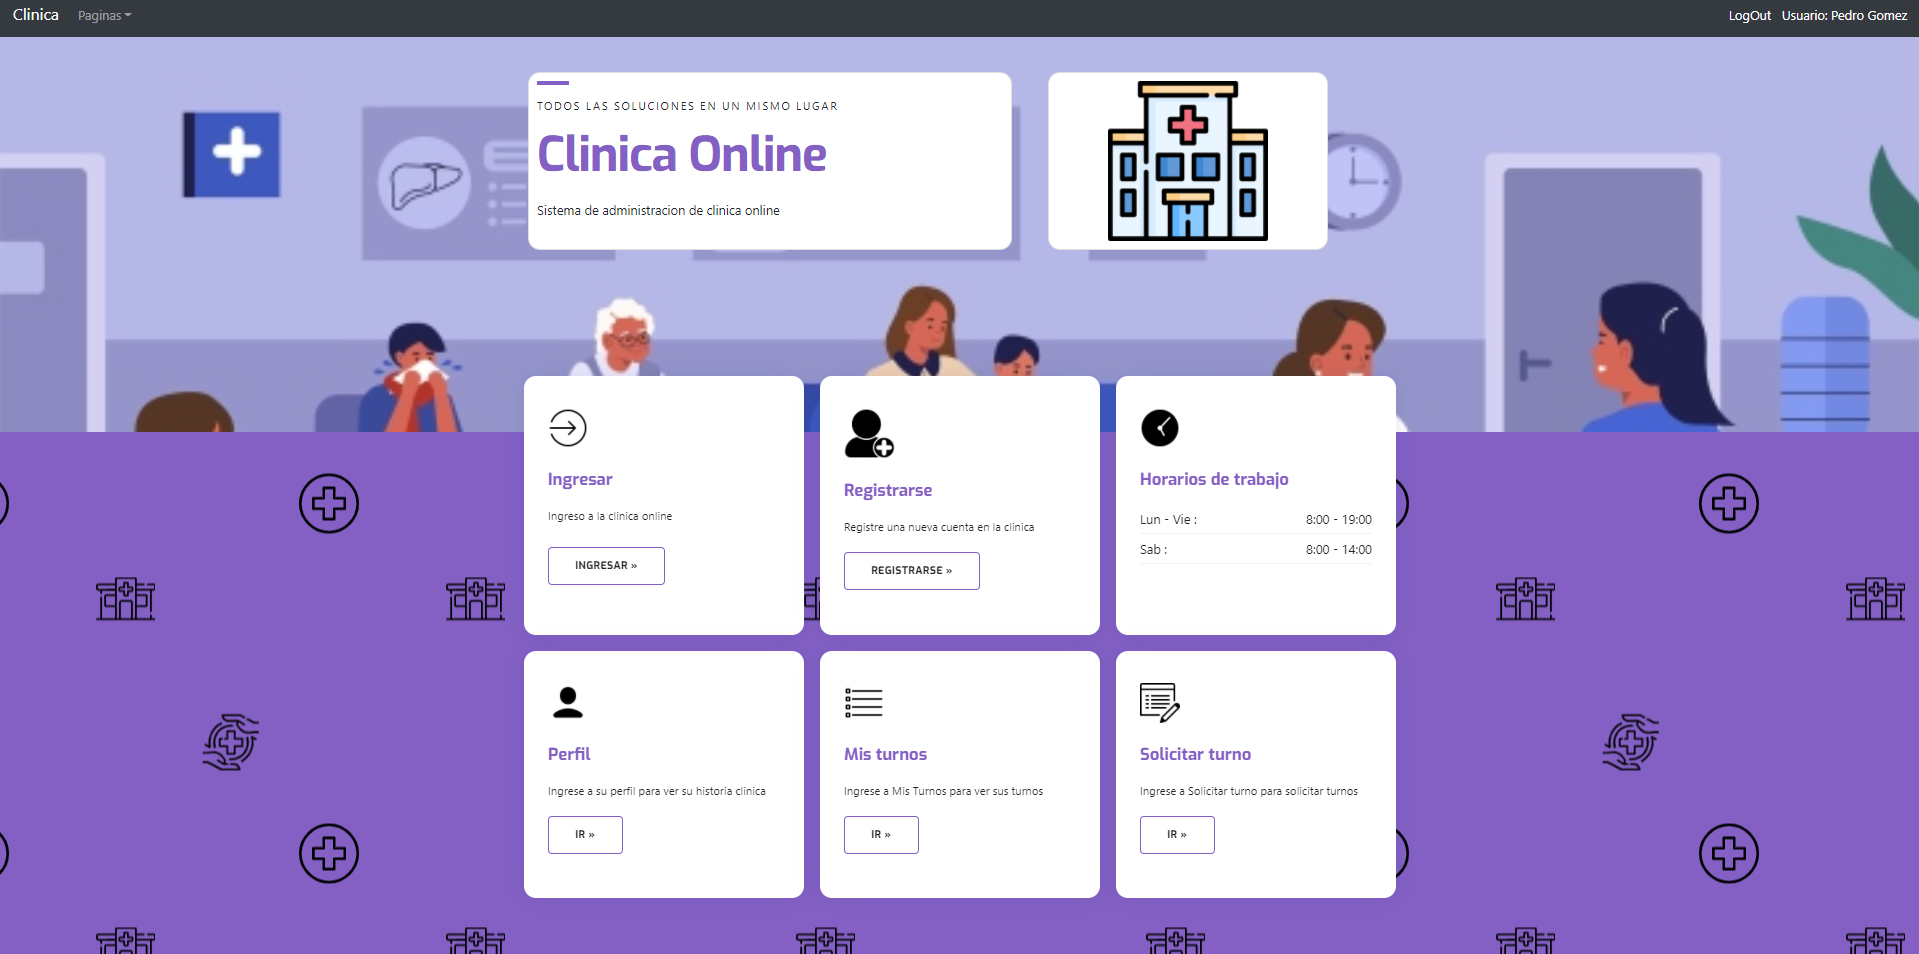 Clinica Paginas LogOut Usuario: Pedro Gomez
TODOS LAS SOLUCIONES EN UN MISMO LUGAR
Clinica Online
Sistema de administracion de clinica online
Ingresar
Ingreso a la clinica online
INGRESAR »
Registrarse
Registre una nueva cuenta en la clinica
REGISTRARSE »
Horarios de trabajo
Lun - Vie : 8:00 - 19:00
Sab : 8:00 - 14:00
Perfil
Ingrese a su perfil para ver su historia clinica
IR »
Mis turnos
Ingrese a Mis Turnos para ver sus turnos
IR »
Solicitar turno
Ingrese a Solicitar turno para solicitar turnos
IR »